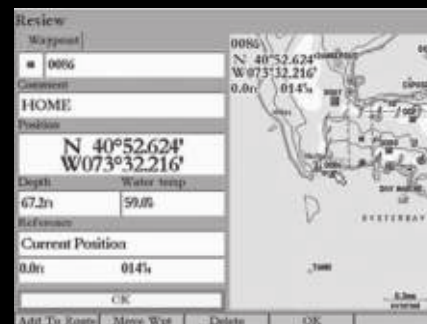 Review
Waypoint
0086
Comment
HOME
Position
N 40°52.624'
W073°32.216'
Depth
Water temp
67.2ft
59.0%
Reference
Current Position
0.0n
014%
OK
Add To Route
Move Wpt
Delete
OK
0086
N 40°52.624'
W073°32.216'
0.0n
014%
OYSTER BAY